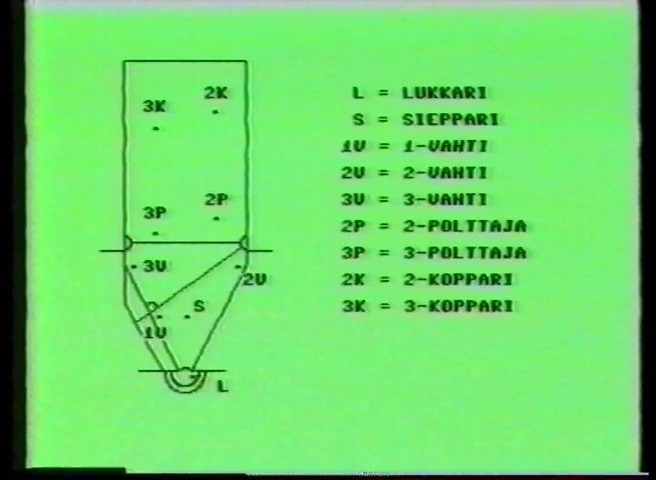 2K
3K
2P
3P
3V
2V
S
1V
L
L = LUKKARI
S = SIEPPARI
1V = 1-VAHTI
2V = 2-VAHTI
3V = 3-VAHTI
2P = 2-POLTTAJA
3P = 3-POLTTAJA
2K = 2-KOPPARI
3K = 3-KOPPARI